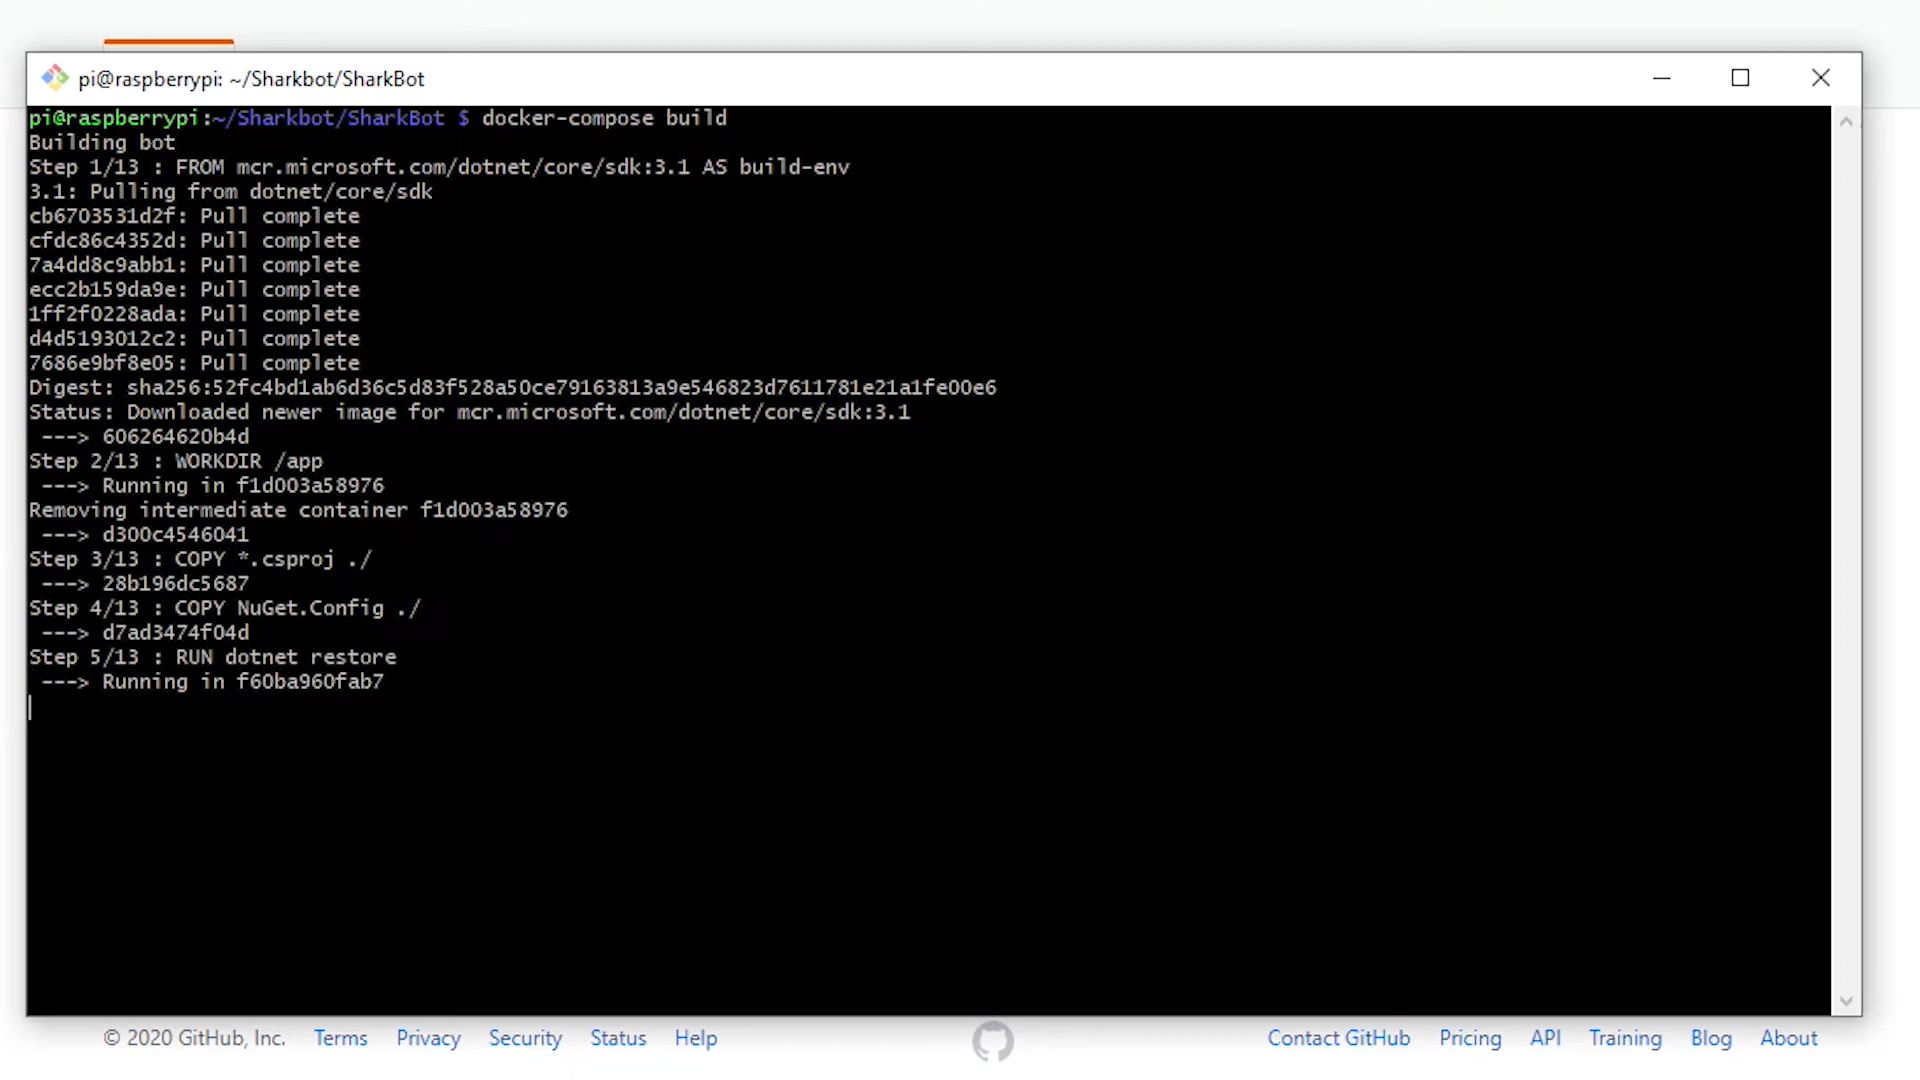 pi@raspberrypi: ~/Sharkbot/SharkBot
pi@raspberrypi:~/Sharkbot/SharkBot $ docker-compose build
Building bot
Step 1/13 : FROM mcr.microsoft.com/dotnet/core/sdk:3.1 AS build-env
3.1: Pulling from dotnet/core/sdk
cb6703531d2f: Pull complete
cfdc86c4352d: Pull complete
7a4dd8c9abb1: Pull complete
ecc2b159da9e: Pull complete
1ff2f0228ada: Pull complete
d4d5193012c2: Pull complete
7686e9bf8e05: Pull complete
Digest: sha256:52fc4bd1ab6d36c5d83f528a50ce79163813a9e546823d7611781e21a1fe00e6
Status: Downloaded newer image for mcr.microsoft.com/dotnet/core/sdk:3.1
 ---> 606264620b4d
Step 2/13 : WORKDIR /app
 ---> Running in f1d003a58976
Removing intermediate container f1d003a58976
 ---> d300c4546041
Step 3/13 : COPY *.csproj ./
 ---> 28b196dc5687
Step 4/13 : COPY NuGet.Config ./
 ---> d7ad3474f04d
Step 5/13 : RUN dotnet restore
 ---> Running in f60ba960fab7
© 2020 GitHub, Inc. Terms Privacy Security Status Help Contact GitHub Pricing API Training Blog About